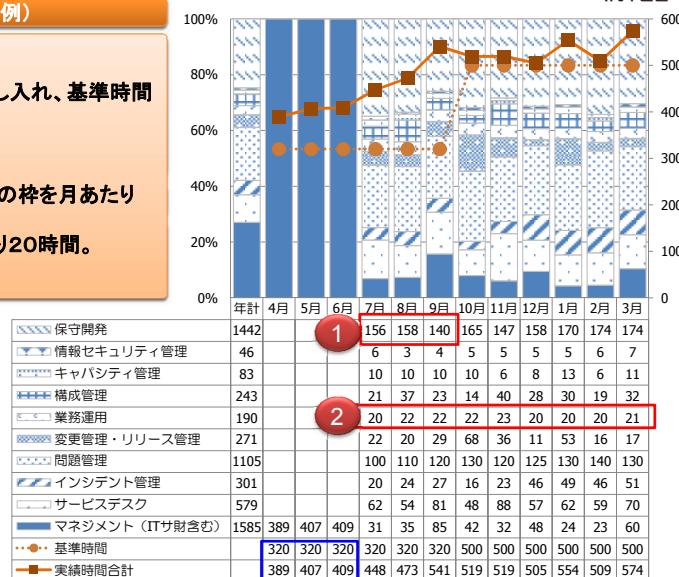 例）
し入れ、基準時間
の枠を月あたり
り20時間。
100%
80%
60%
40%
20%
0%
600
500
400
300
200
100
0
年計 4月 5月 6月 7月 8月 9月 10月 11月 12月 1月 2月 3月
保守開発 1442 156 158 140 165 147 158 170 174 174
1
情報セキュリティ管理 46 6 3 4 5 5 5 5 6 7
キャパシティ管理 83 10 10 10 10 6 8 13 6 11
構成管理 243 21 37 23 14 40 28 30 19 32
業務運用 190 20 22 22 22 23 20 20 20 21
2
変更管理・リリース管理 271 22 20 29 68 36 11 53 16 17
問題管理 1105 100 110 120 130 120 125 130 140 130
インシデント管理 301 20 24 27 16 23 46 49 46 51
サービスデスク 579 62 54 81 48 88 57 62 59 70
マネジメント（ITサ財含む） 1585 389 407 409 31 35 85 42 32 48 24 23 60
基準時間 320 320 320 320 320 320 500 500 500 500 500 500
実績時間合計 389 407 409 448 473 541 519 519 505 554 509 574